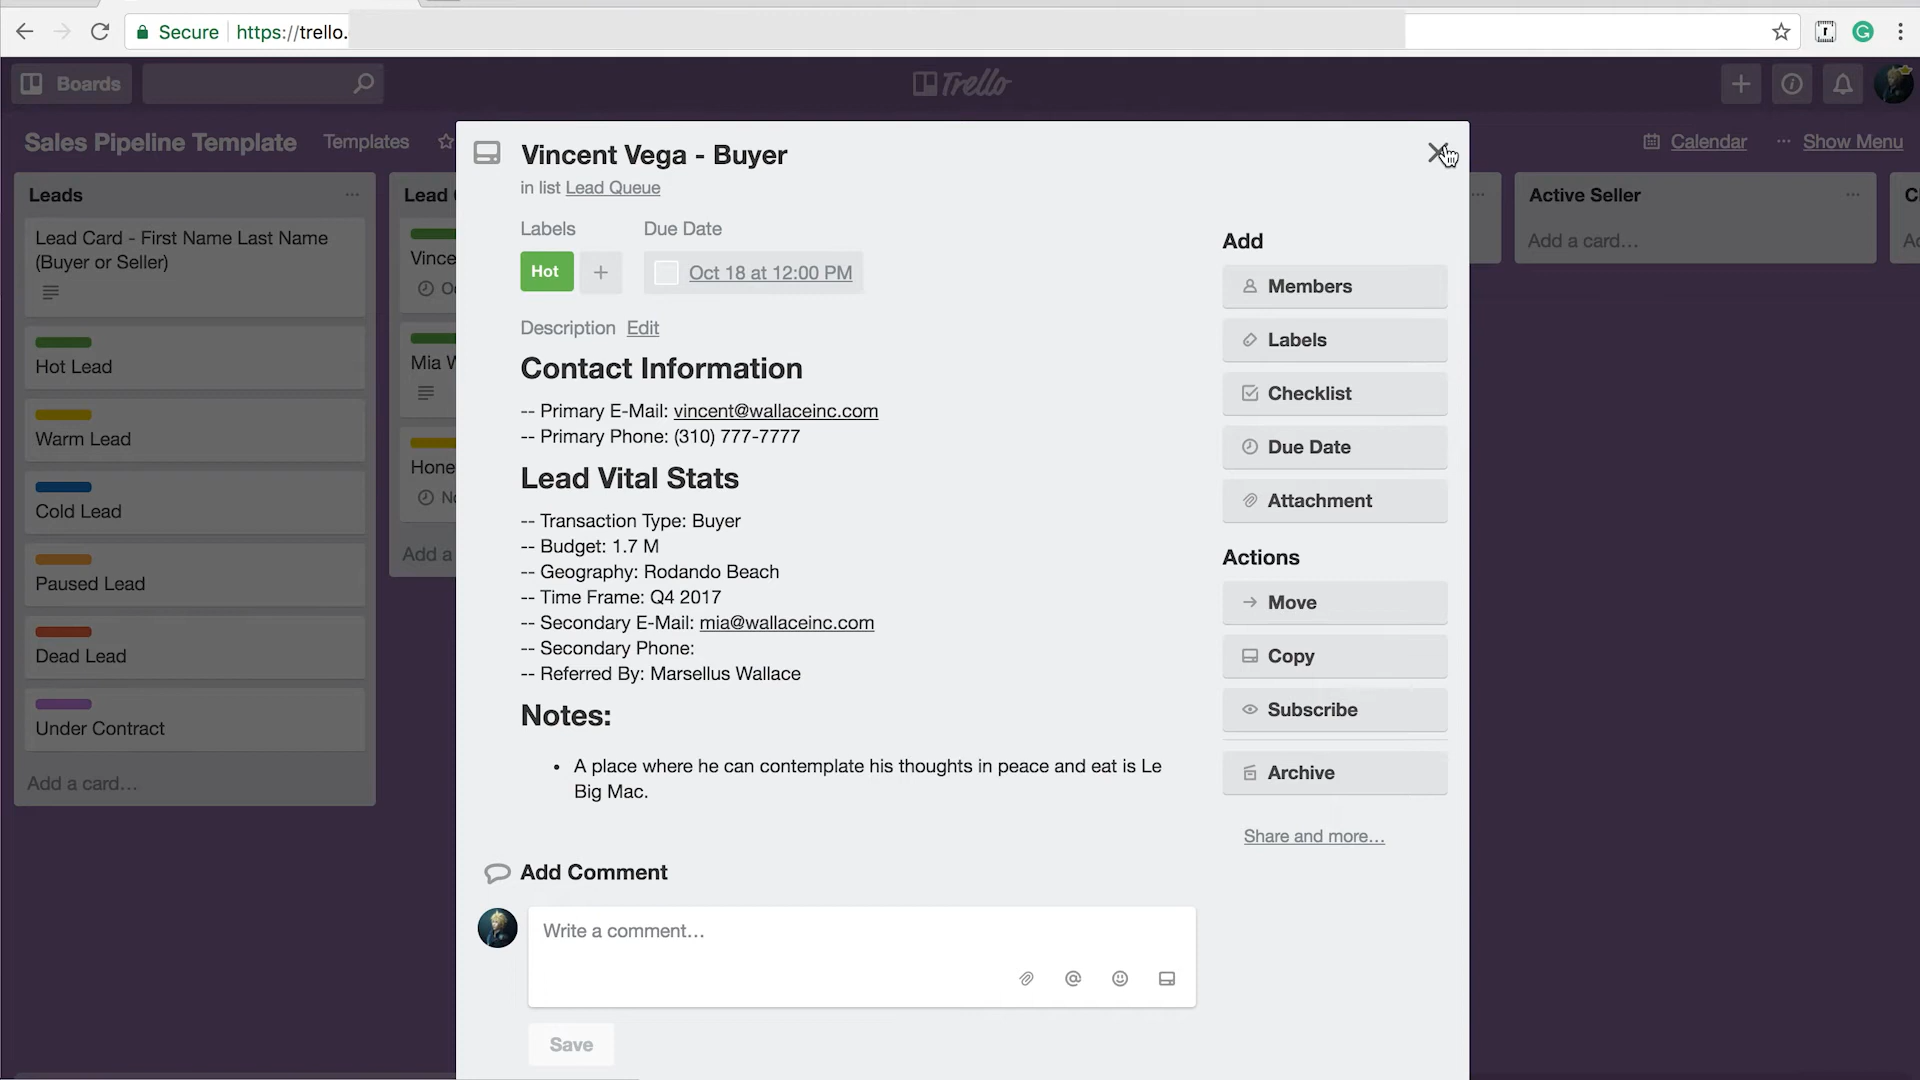 Secure https://trello.
Boards
Trello
Sales Pipeline Template Templates
Calendar ... Show Menu
Leads ...
Lead Card - First Name Last Name
(Buyer or Seller)
Hot Lead
Warm Lead
Cold Lead
Paused Lead
Dead Lead
Under Contract
Add a card…
Lead
Vince
Mia W
Hone
Add a
Vincent Vega - Buyer
in list Lead Queue
Labels
Hot +
Due Date
Oct 18 at 12:00 PM
Description Edit
Contact Information
-- Primary E-Mail: vincent@wallaceinc.com
-- Primary Phone: (310) 777-7777
Lead Vital Stats
-- Transaction Type: Buyer
-- Budget: 1.7 M
-- Geography: Rodando Beach
-- Time Frame: Q4 2017
-- Secondary E-Mail: mia@wallaceinc.com
-- Secondary Phone:
-- Referred By: Marsellus Wallace
Notes:
• A place where he can contemplate his thoughts in peace and eat is Le
Big Mac.
Add Comment
Write a comment…
@
Save
Add
Members
Labels
Checklist
Due Date
Attachment
Actions
Move
Copy
Subscribe
Archive
Share and more…
...
Active Seller ...
Add a card…